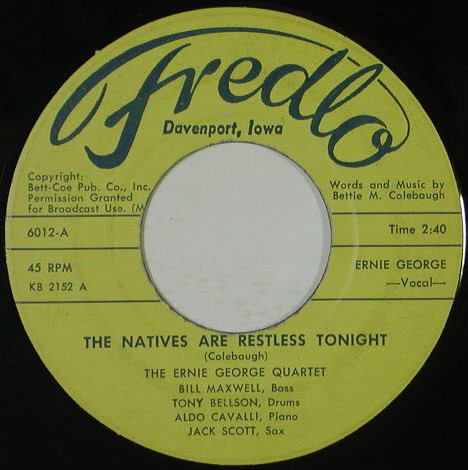 Fredlo
Davenport, Iowa
Copyright:
Bett-Coe Pub. Co., Inc.
Permission Granted
for Broadcast Use. (M
Words and Music by
Bettie M. Colebaugh
6012-A
Time 2:40
45 RPM
KB 2152 A
ERNIE GEORGE
—Vocal—
THE NATIVES ARE RESTLESS TONIGHT
(Colebaugh)
THE ERNIE GEORGE QUARTET
BILL MAXWELL, Bass
TONY BELLSON, Drums
ALDO CAVALLI, Piano
JACK SCOTT, Sax